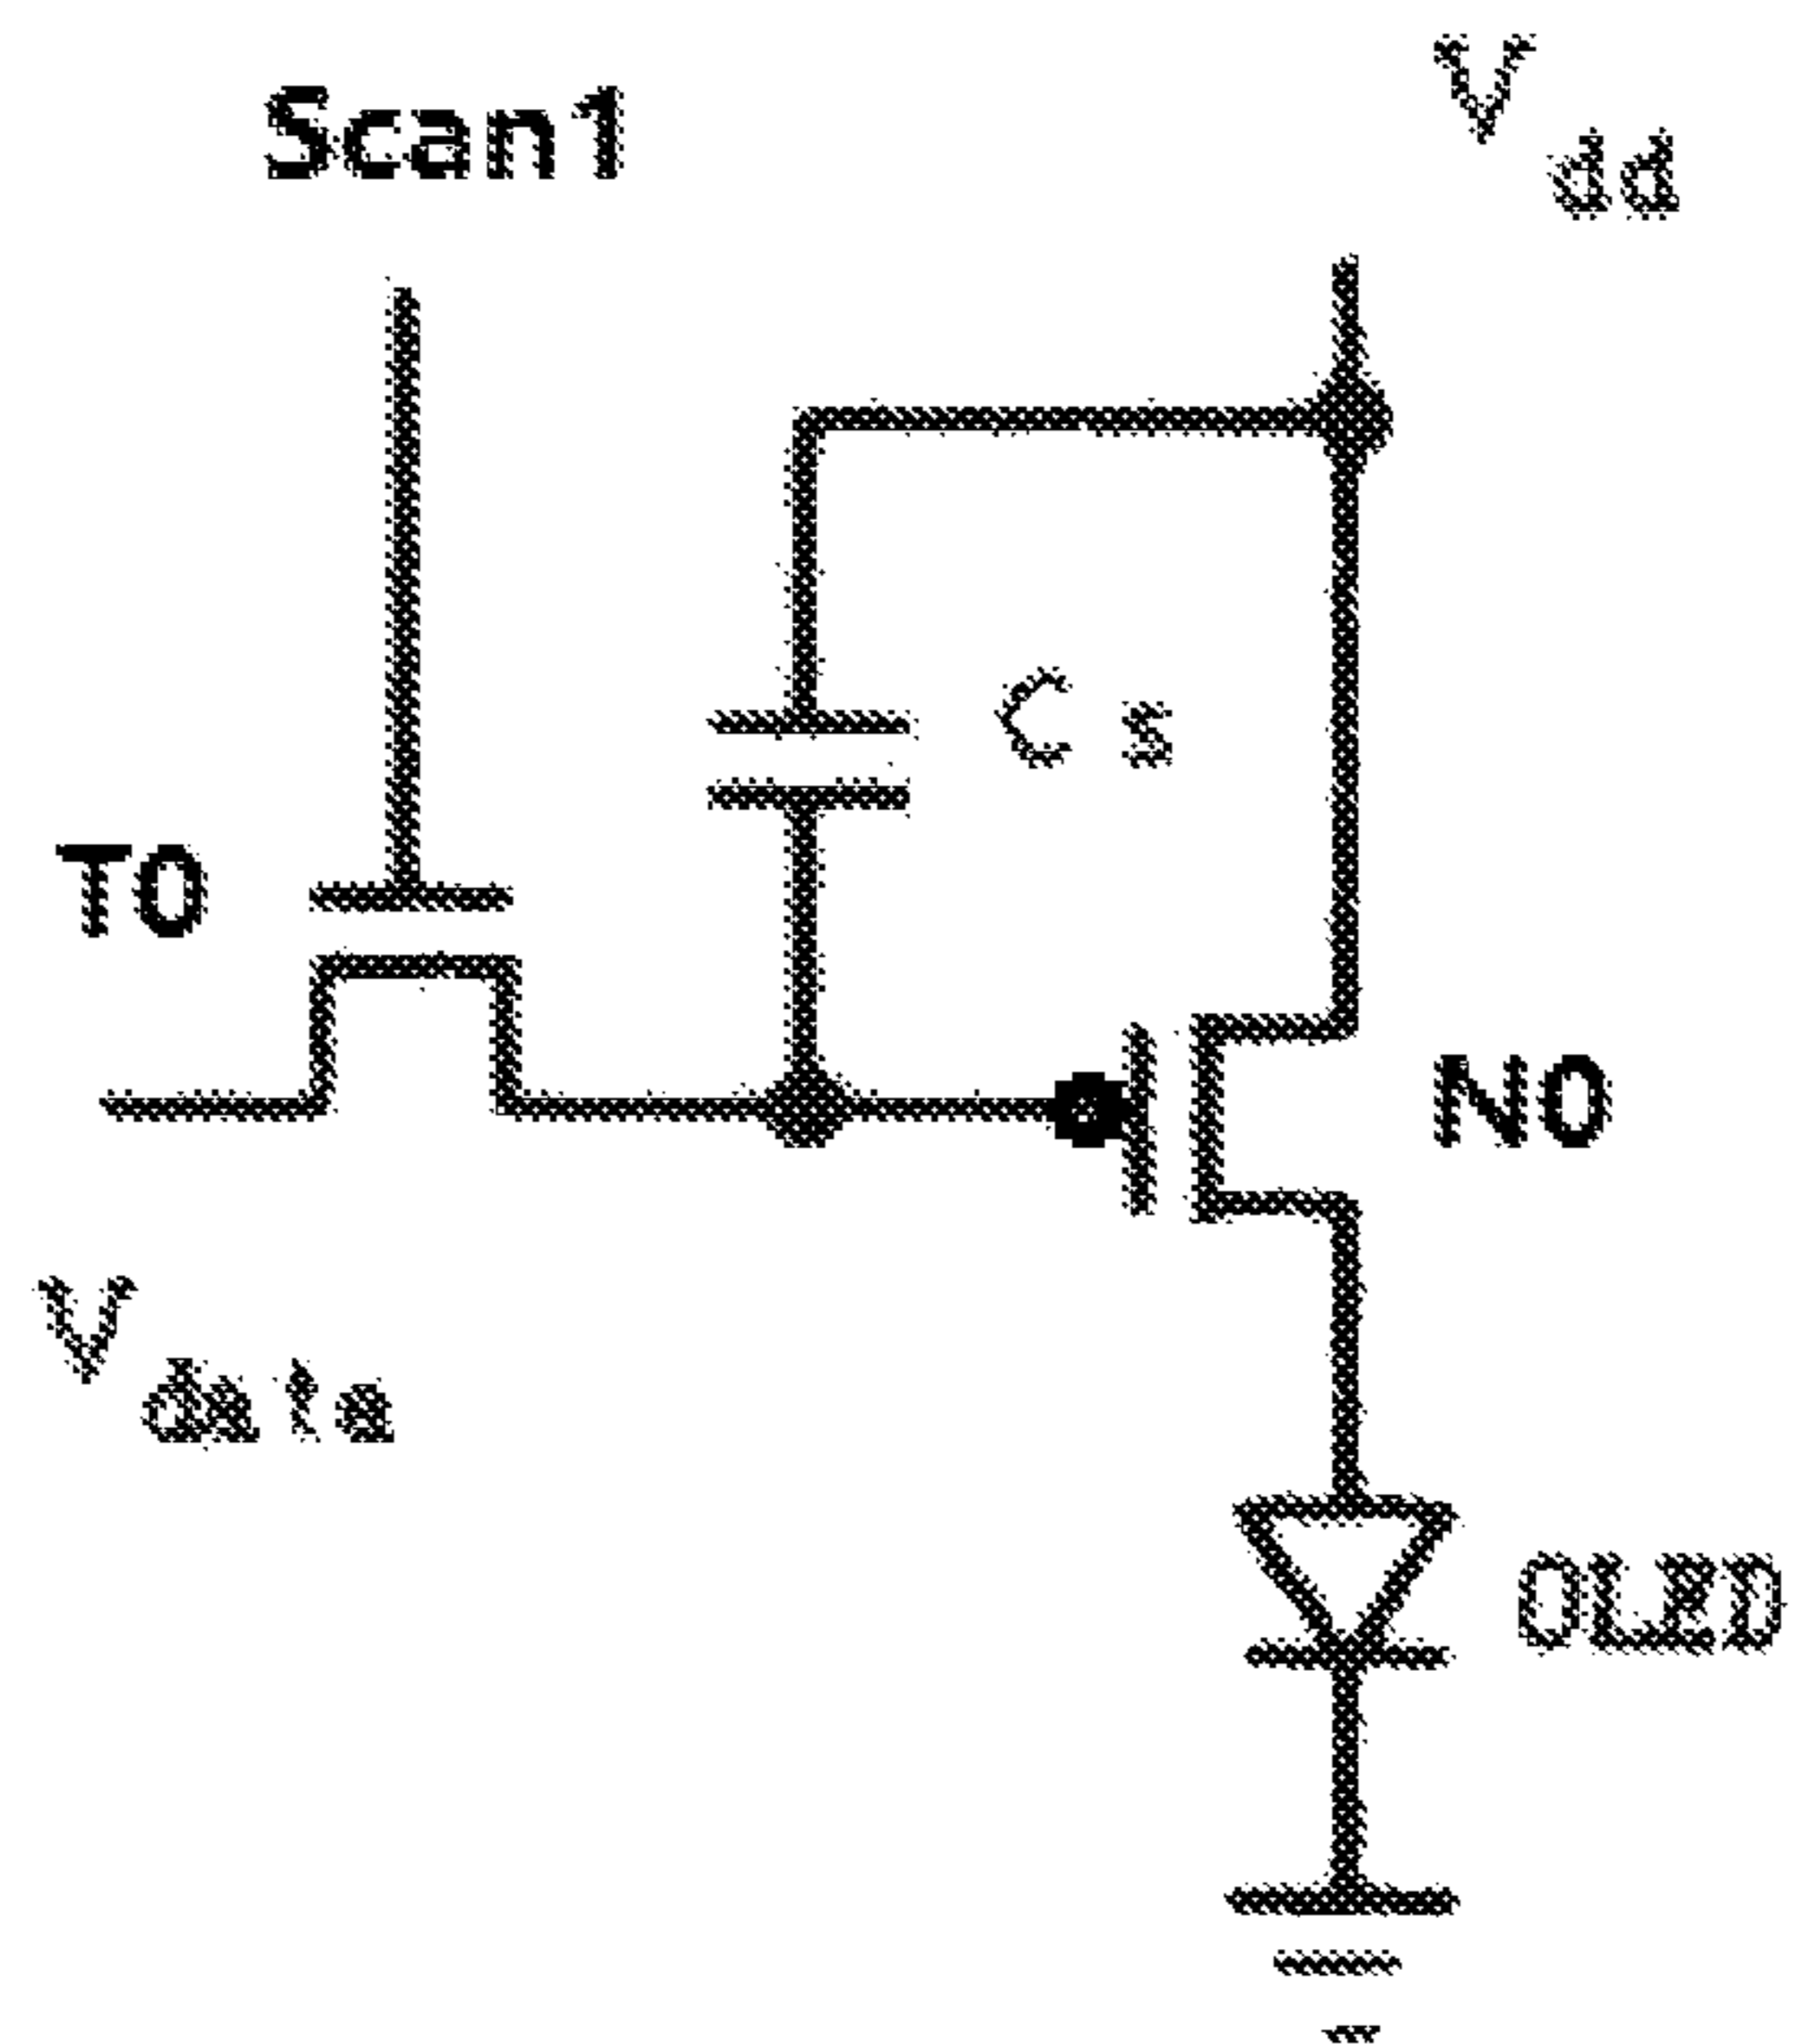 Scan1
Vdd
Cs
T0
N0
Vdata
OLED